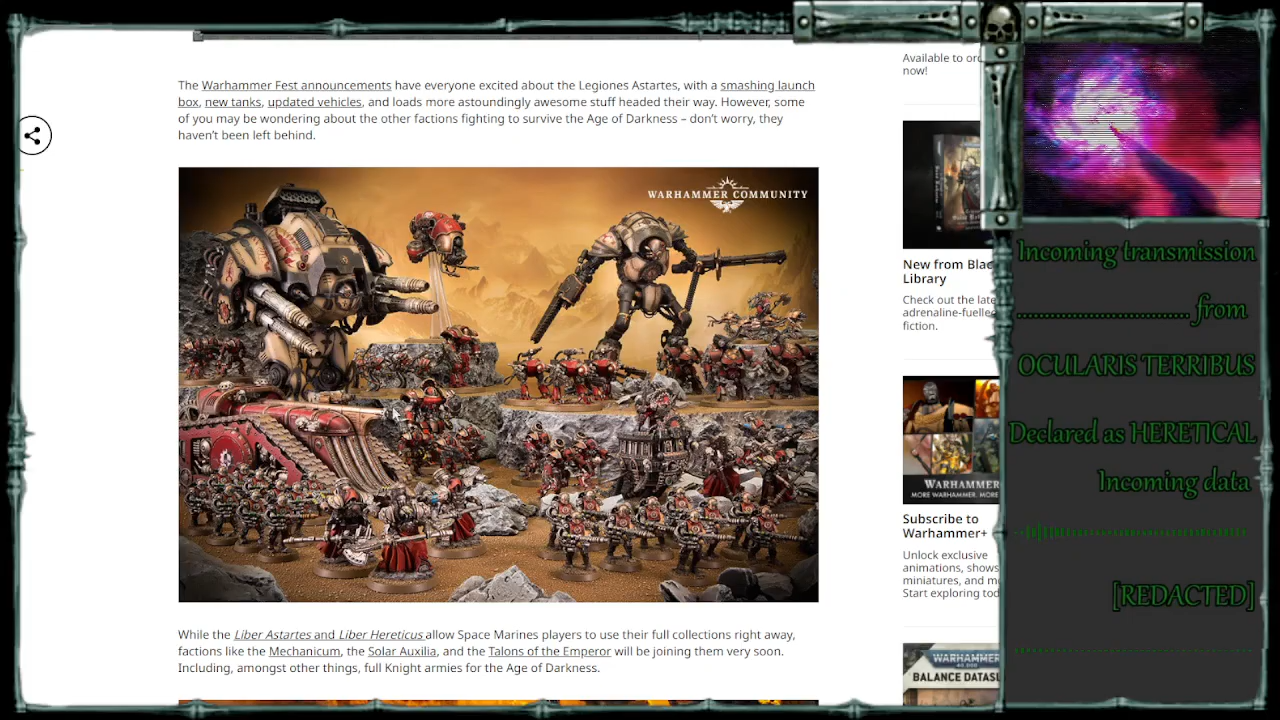 The Warhammer Fest announcements have everyone excited about the Legiones Astartes, with a smashing launch
box, new tanks, updated vehicles, and loads more astoundingly awesome stuff headed their way. However, some
of you may be wondering about the other factions fighting to survive the Age of Darkness – don't worry, they
haven't been left behind.
WARHAMMER COMMUNITY
While the Liber Astartes and Liber Hereticus allow Space Marines players to use their full collections right away,
factions like the Mechanicum, the Solar Auxilia, and the Talons of the Emperor will be joining them very soon.
Including, among other things, full Knight armies for the Age of Darkness.
Available to
now!
New from
Library
Check out the
adrenaline-fuelled
fiction.
WARHAMMER
MORE WARHAMMER. MORE
Subscribe to
Warhammer+
Unlock exclusive
animations, shows
miniatures, and
Start exploring
WARHAMMER
40,000
BALANCE
Incoming transmission
.............................. from
OCULARIS TERRIBUS
Declared as HERETICAL
Incoming data
[REDACTED]